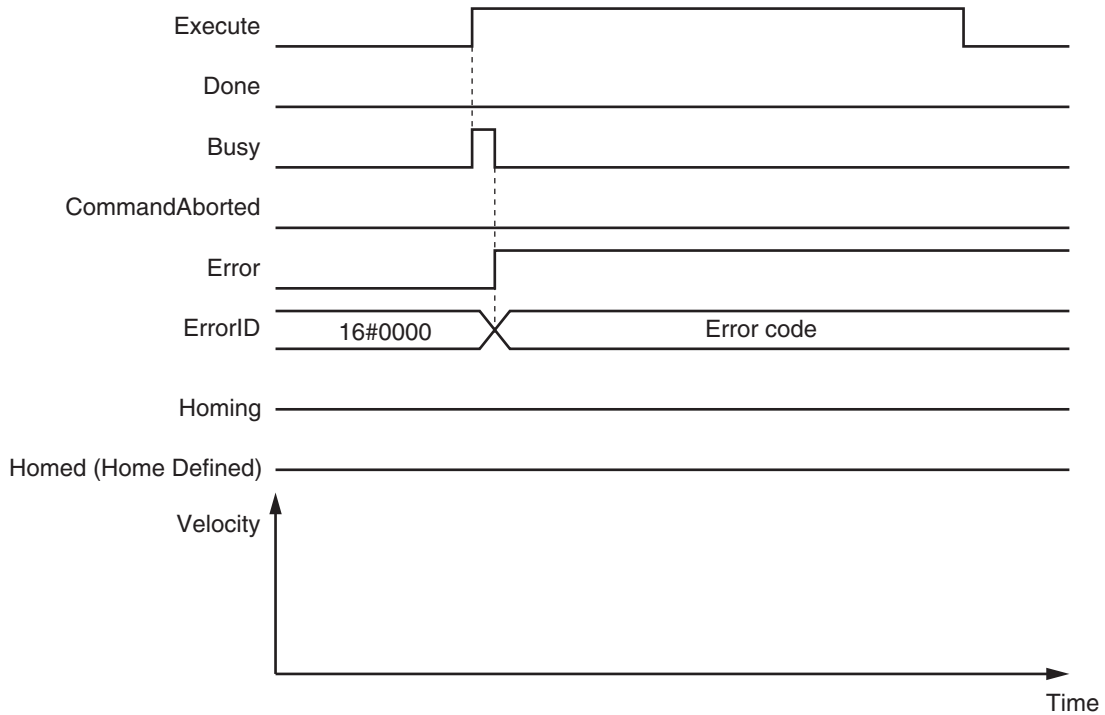 Execute
Done
Busy
CommandAborted
Error
ErrorID
16#0000
Error code
Homing
Homed (Home Defined)
Velocity
Time